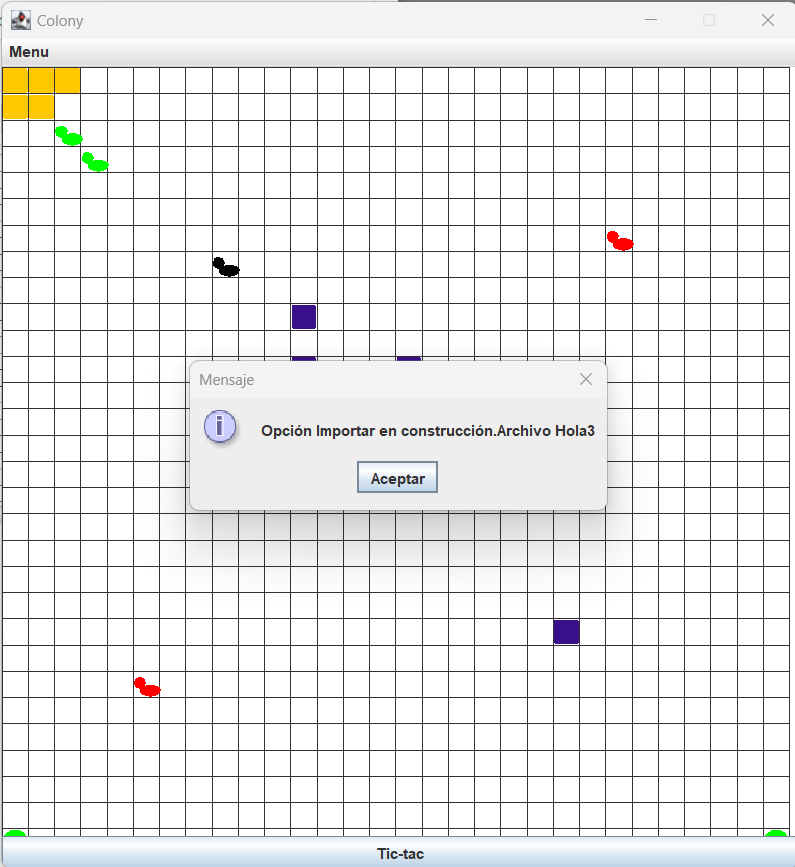 Colony
Menu
Mensaje
i
Opción Importar en construcción.Archivo Hola3
Aceptar
Tic-tac